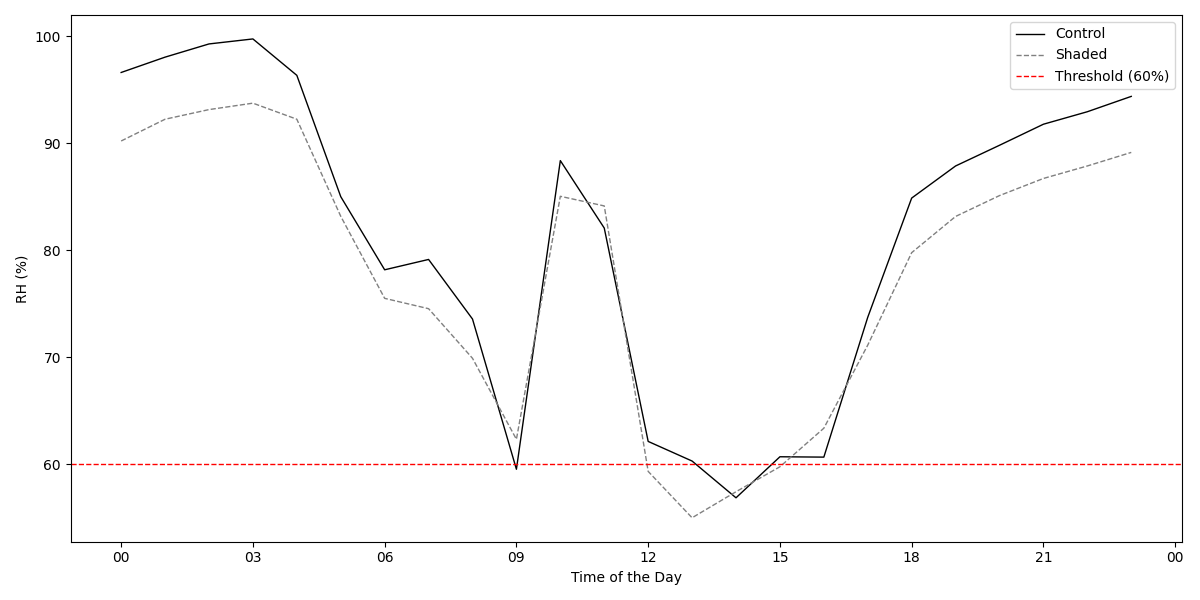 Control
Shaded
Threshold (60%)
100
90
80
70
60
RH (%)
00 03 06 09 12 15 18 21 00
Time of the Day